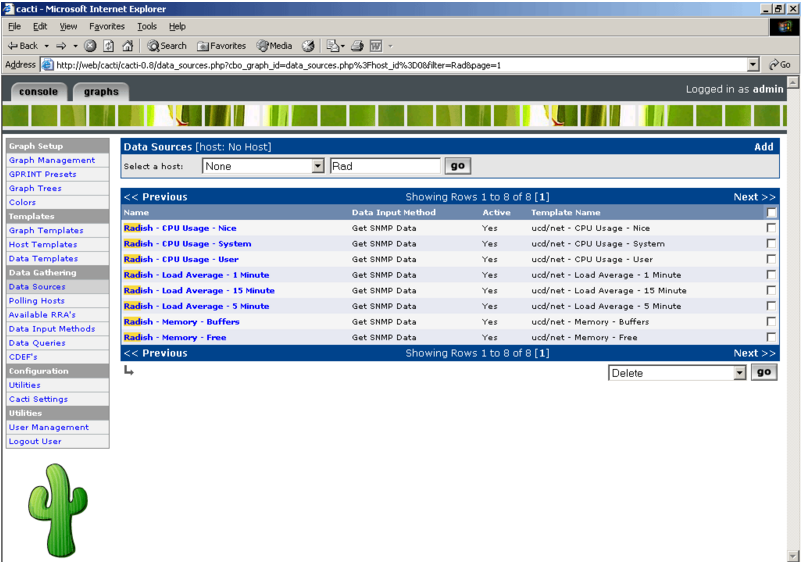 cacti - Microsoft Internet Explorer
File Edit View Favorites Tools Help
Back Search Favorites Media
Address http://web/cacti/cacti-0.8/data_sources.php?cbo_graph_id=data_sources.php%3Fhost_id%3D0&filter=Rad&page=1 Go
console graphs Logged in as admin
Graph Setup
Graph Management
GPRINT Presets
Graph Trees
Colors
Templates
Graph Templates
Host Templates
Data Templates
Data Gathering
Data Sources
Polling Hosts
Available RRA's
Data Input Methods
Data Queries
CDEF's
Configuration
Utilities
Cacti Settings
Utilities
User Management
Logout User
Data Sources [host: No Host] Add
Select a host: None Rad go
<< Previous Showing Rows 1 to 8 of 8 [1] Next >>
Name Data Input Method Active Template Name
Radish - CPU Usage - Nice Get SNMP Data Yes ucd/net - CPU Usage - Nice
Radish - CPU Usage - System Get SNMP Data Yes ucd/net - CPU Usage - System
Radish - CPU Usage - User Get SNMP Data Yes ucd/net - CPU Usage - User
Radish - Load Average - 1 Minute Get SNMP Data Yes ucd/net - Load Average - 1 Minute
Radish - Load Average - 15 Minute Get SNMP Data Yes ucd/net - Load Average - 15 Minute
Radish - Load Average - 5 Minute Get SNMP Data Yes ucd/net - Load Average - 5 Minute
Radish - Memory - Buffers Get SNMP Data Yes ucd/net - Memory - Buffers
Radish - Memory - Free Get SNMP Data Yes ucd/net - Memory - Free
<< Previous Showing Rows 1 to 8 of 8 [1] Next >>
Delete go